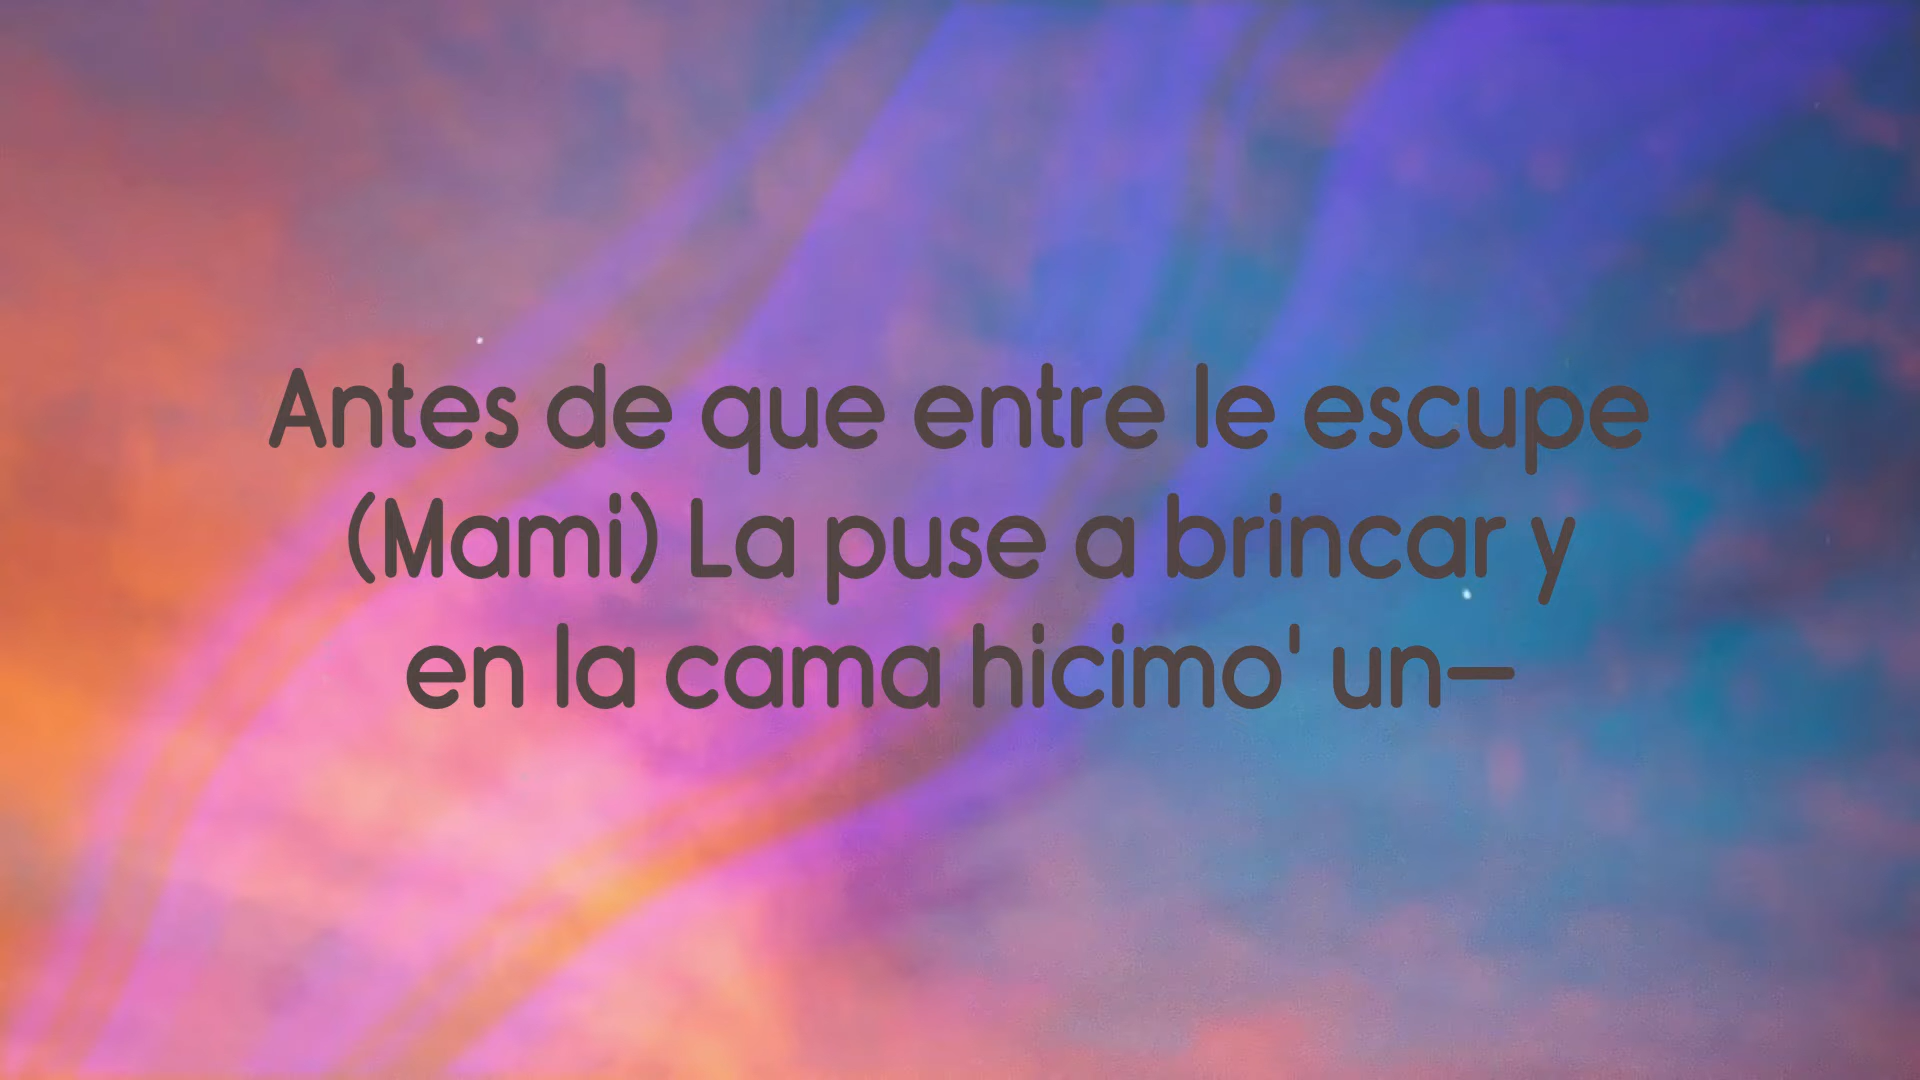 Antes de que entre le escupe
(Mami) La puse a brincar y
en la cama hicimo' un—